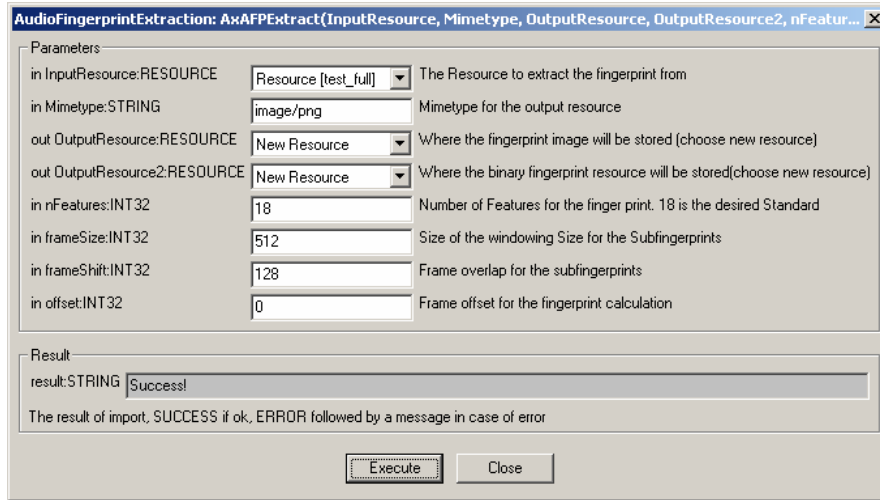 AudioFingerprintExtraction: AxAFPExtract(InputResource, Mimetype, OutputResource, OutputResource2, nFeatur...
Parameters
in InputResource:RESOURCE Resource [test_full] The Resource to extract the fingerprint from
in Mimetype:STRING image/png Mimetype for the output resource
out OutputResource:RESOURCE New Resource Where the fingerprint image will be stored (choose new resource)
out OutputResource2:RESOURCE New Resource Where the binary fingerprint resource will be stored(choose new resource)
in nFeatures:INT32 18 Number of Features for the finger print. 18 is the desired Standard
in frameSize:INT32 512 Size of the windowing Size for the Subfingerprints
in frameShift:INT32 128 Frame overlap for the subfingerprints
in offset:INT32 0 Frame offset for the fingerprint calculation
Result
result:STRING Success!
The result of import, SUCCESS if ok, ERROR followed by a message in case of error
Execute Close